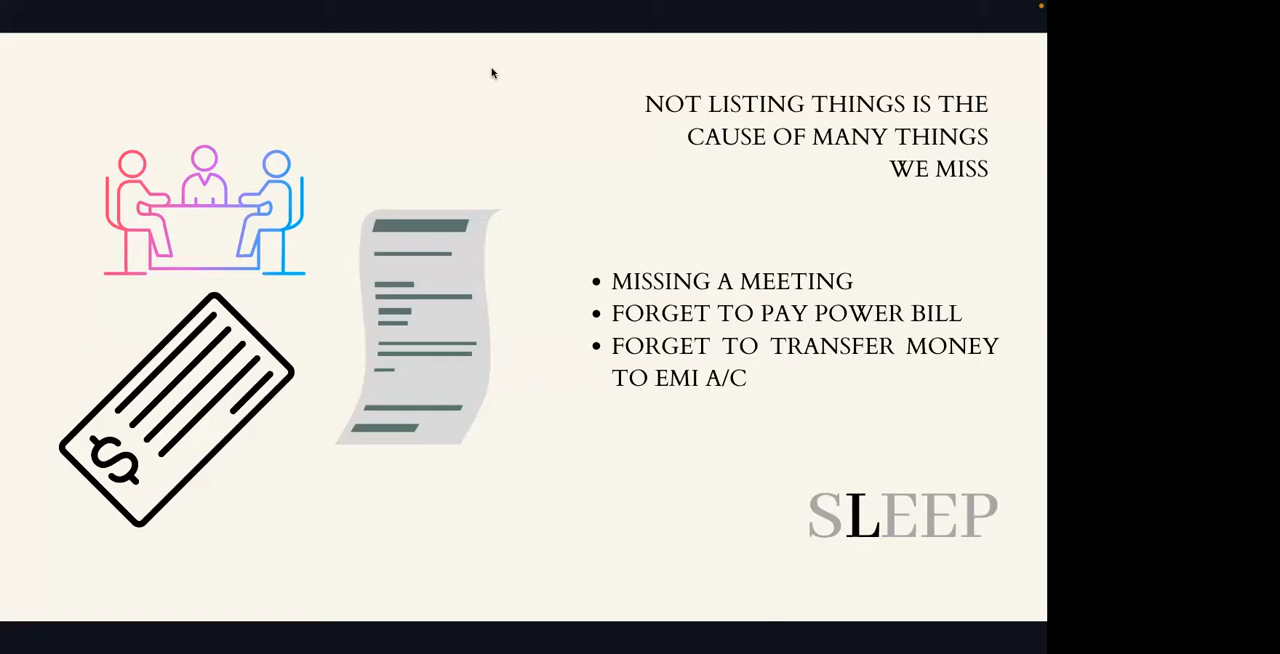 NOT LISTING THINGS IS THE
CAUSE OF MANY THINGS
WE MISS
• MISSING A MEETING
• FORGET TO PAY POWER BILL
• FORGET TO TRANSFER MONEY
TO EMI A/C
$
SLEEP